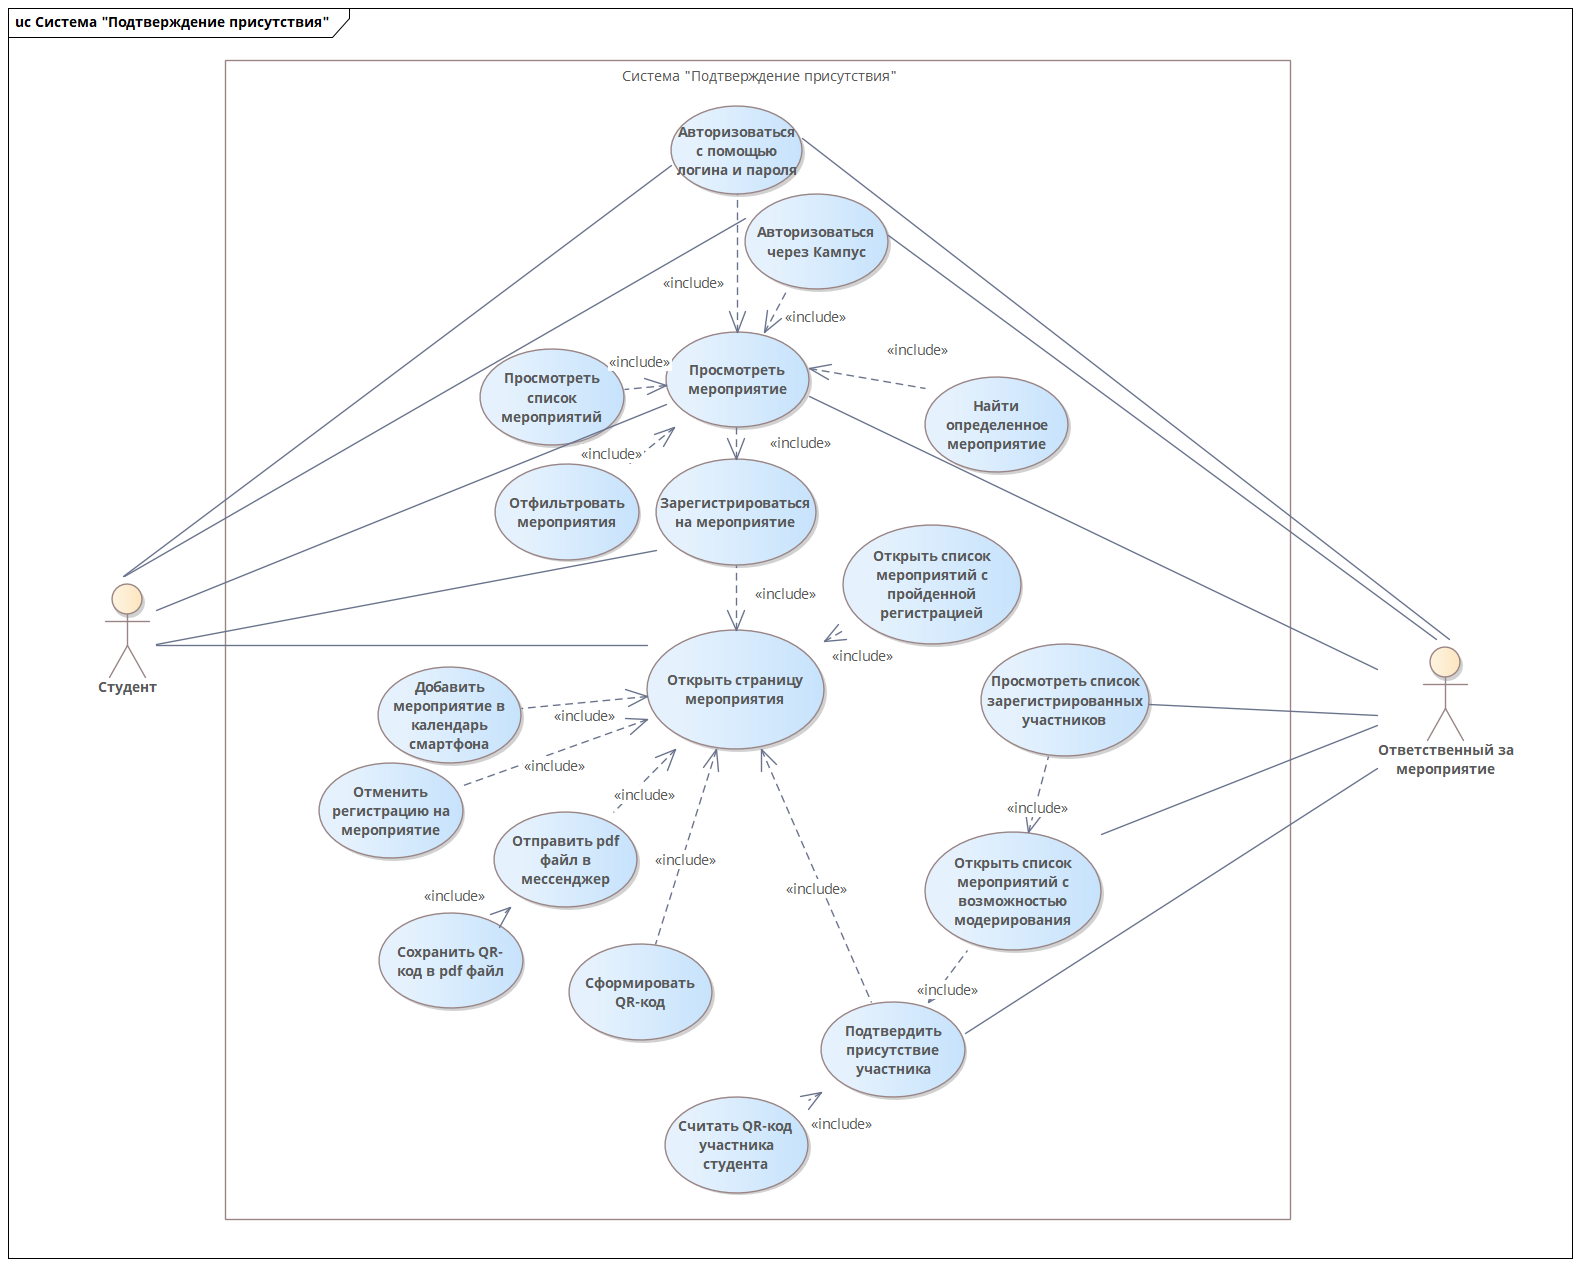 uc Система "Подтверждение присутствия"
Система "Подтверждение присутствия"
Авторизоваться
с помощью
логина и пароля
Авторизоваться
через Кампус
«include»
«include»
«include»
Просмотреть
мероприятие
«include»
Просмотреть
список
мероприятий
Найти
определенное
мероприятие
«include»
«include»
Отфильтровать
мероприятия
Зарегистрироваться
на мероприятие
Открыть список
мероприятий с
пройденной
регистрацией
«include»
«include»
Студент
Открыть страницу
мероприятия
Просмотреть список
зарегистрированных
участников
Добавить
мероприятие в
календарь
смартфона
«include»
Ответственный за
мероприятие
«include»
Отменить
регистрацию на
мероприятие
«include»
«include»
Отправить pdf
файл в
мессенджер
«include»
Открыть список
мероприятий с
возможностью
модерирования
«include»
«include»
Сохранить QR-
код в pdf файл
Сформировать
QR-код
«include»
Подтвердить
присутствие
участника
«include»
Считать QR-код
участника
студента